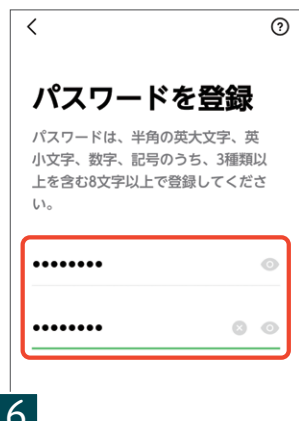 パスワードを登録
パスワードは、半角の英大文字、英
小文字、数字、記号のうち、3種類以
上を含む8文字以上で登録してくださ
い。
••••••••
••••••••
6